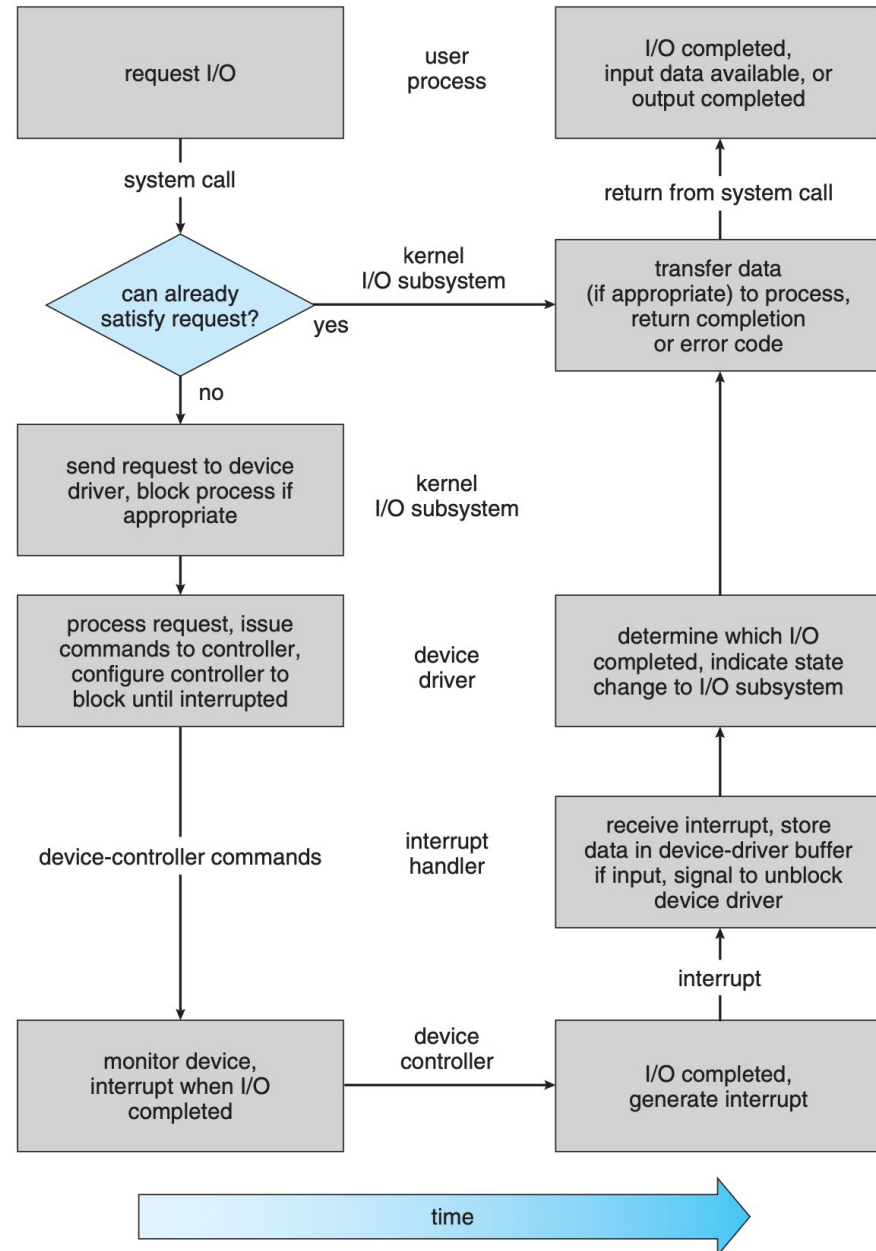 request I/O
user
process
I/O completed,
input data available, or
output completed
system call
return from system call
can already
satisfy request?
yes
no
kernel
I/O subsystem
transfer data
(if appropriate) to process,
return completion
or error code
send request to device
driver, block process if
appropriate
kernel
I/O subsystem
process request, issue
commands to controller,
configure controller to
block until interrupted
device
driver
determine which I/O
completed, indicate state
change to I/O subsystem
device-controller commands
interrupt
handler
receive interrupt, store
data in device-driver buffer
if input, signal to unblock
device driver
interrupt
monitor device,
interrupt when I/O
completed
device
controller
I/O completed,
generate interrupt
time